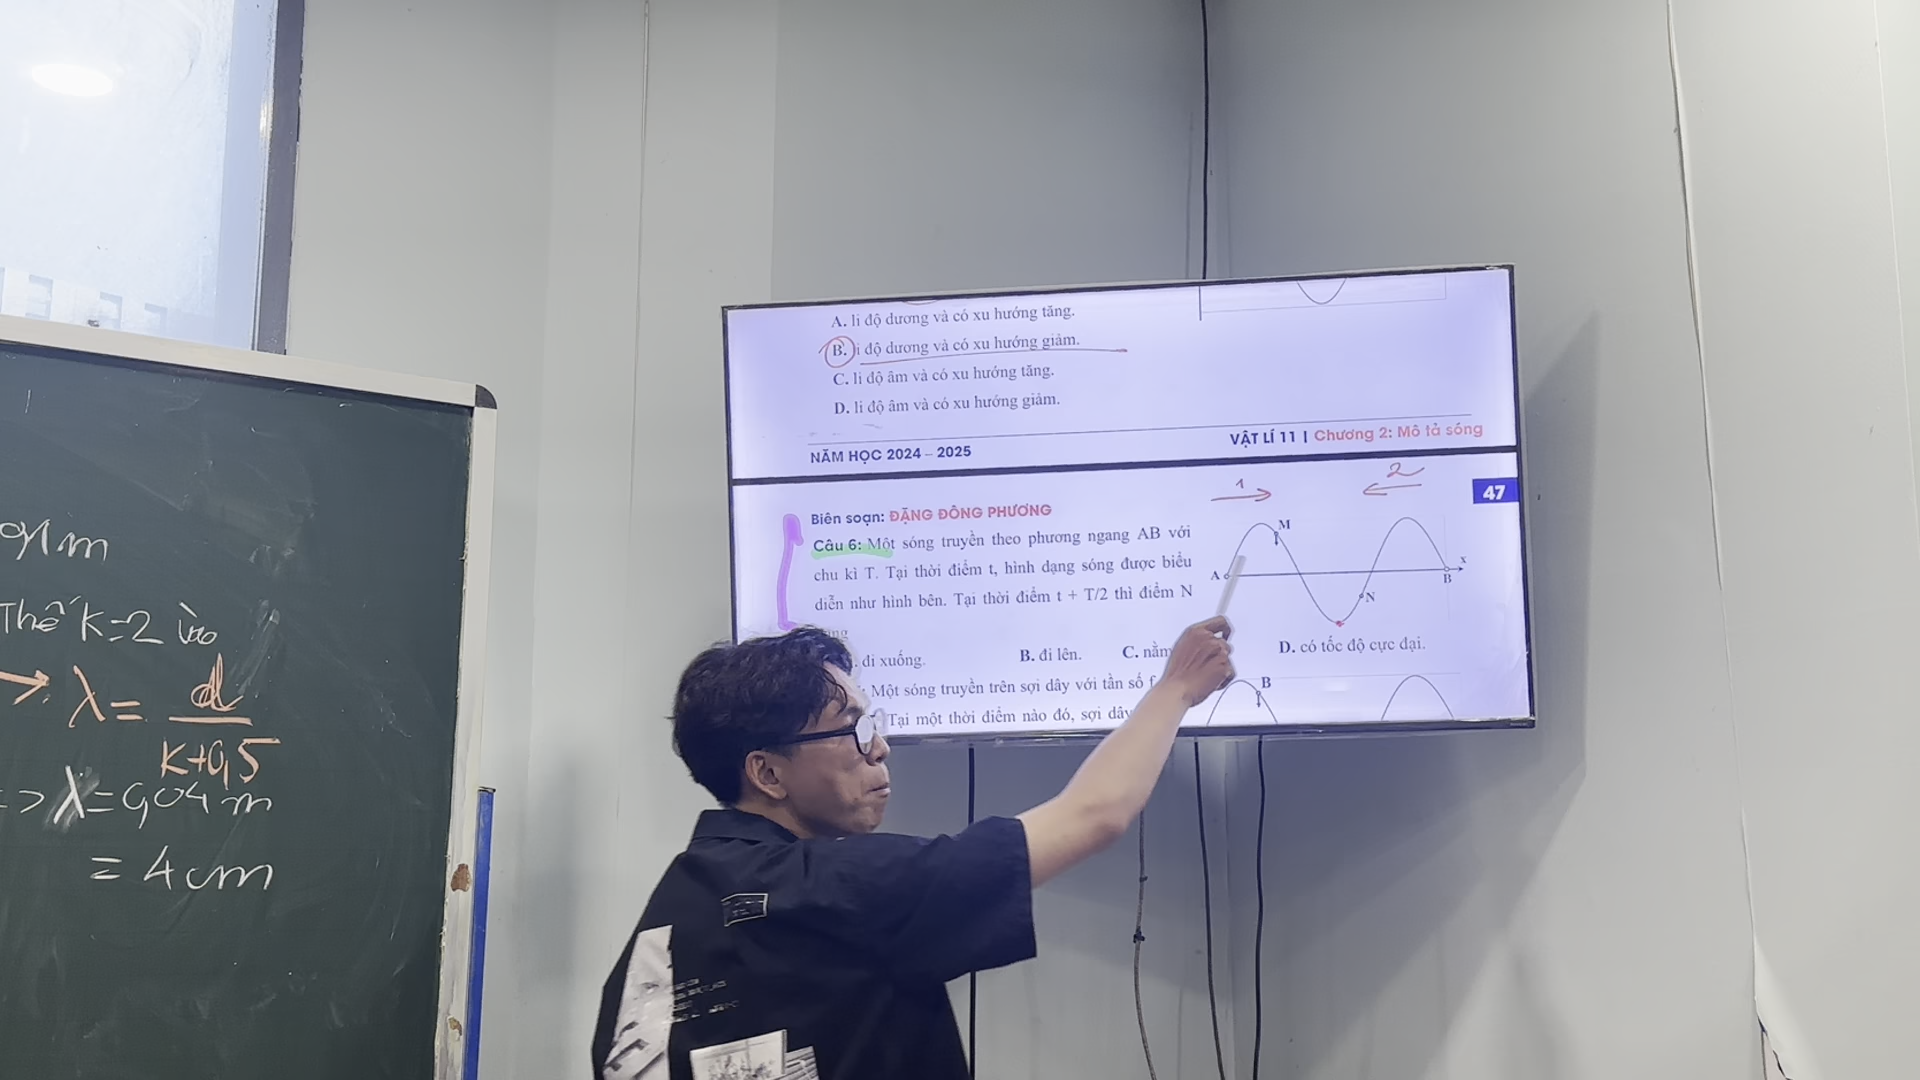 A. li độ dương và có xu hướng tăng.
B. li độ dương và có xu hướng giảm.
C. li độ âm và có xu hướng tăng.
D. li độ âm và có xu hướng giảm.
NĂM HỌC 2024 – 2025
VẬT LÍ 11 | Chương 2: Mô tả sóng
47
1
2
Biên soạn: ĐẶNG ĐÔNG PHƯƠNG
Câu 6: Một sóng truyền theo phương ngang AB với
chu kì T. Tại thời điểm t, hình dạng sóng được biểu
diễn như hình bên. Tại thời điểm t + T/2 thì điểm N
M
A
x
B
N
đi xuống.
B. đi lên.
C. nằm
D. có tốc độ cực đại.
Một sóng truyền trên sợi dây với tần số f
Tại một thời điểm nào đó, sợi dây
B
Thế K=2 vào
→ λ = d
K+0,5
=> λ = 0,04 m
= 4cm